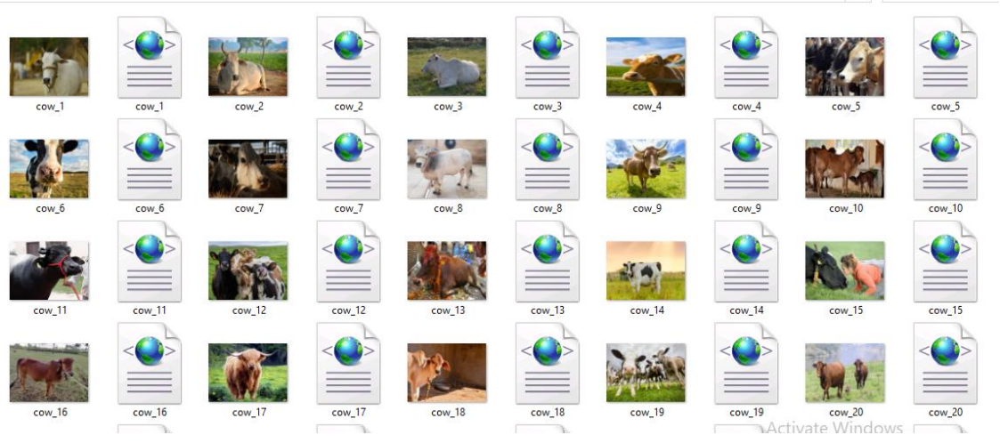 cow_1 cow_1 cow_2 cow_2 cow_3 cow_3 cow_4 cow_4 cow_5 cow_5
cow_6 cow_6 cow_7 cow_7 cow_8 cow_8 cow_9 cow_9 cow_10 cow_10
cow_11 cow_11 cow_12 cow_12 cow_13 cow_13 cow_14 cow_14 cow_15 cow_15
cow_16 cow_16 cow_17 cow_17 cow_18 cow_18 cow_19 cow_19 cow_20 cow_20
Activate Windows